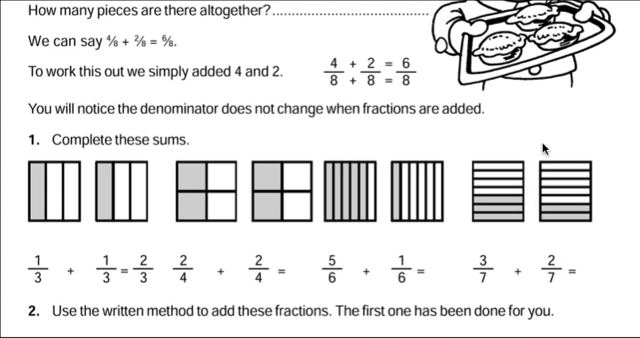 How many pieces are there altogether?
We can say 4/8 + 2/8 = 6/8.
To work this out we simply added 4 and 2. 4/8 + 2/8 = 6/8
You will notice the denominator does not change when fractions are added.
1. Complete these sums.
1/3 + 1/3 = 2/3 2/4 + 2/4 = 5/6 + 1/6 = 3/7 + 2/7 =
2. Use the written method to add these fractions. The first one has been done for you.